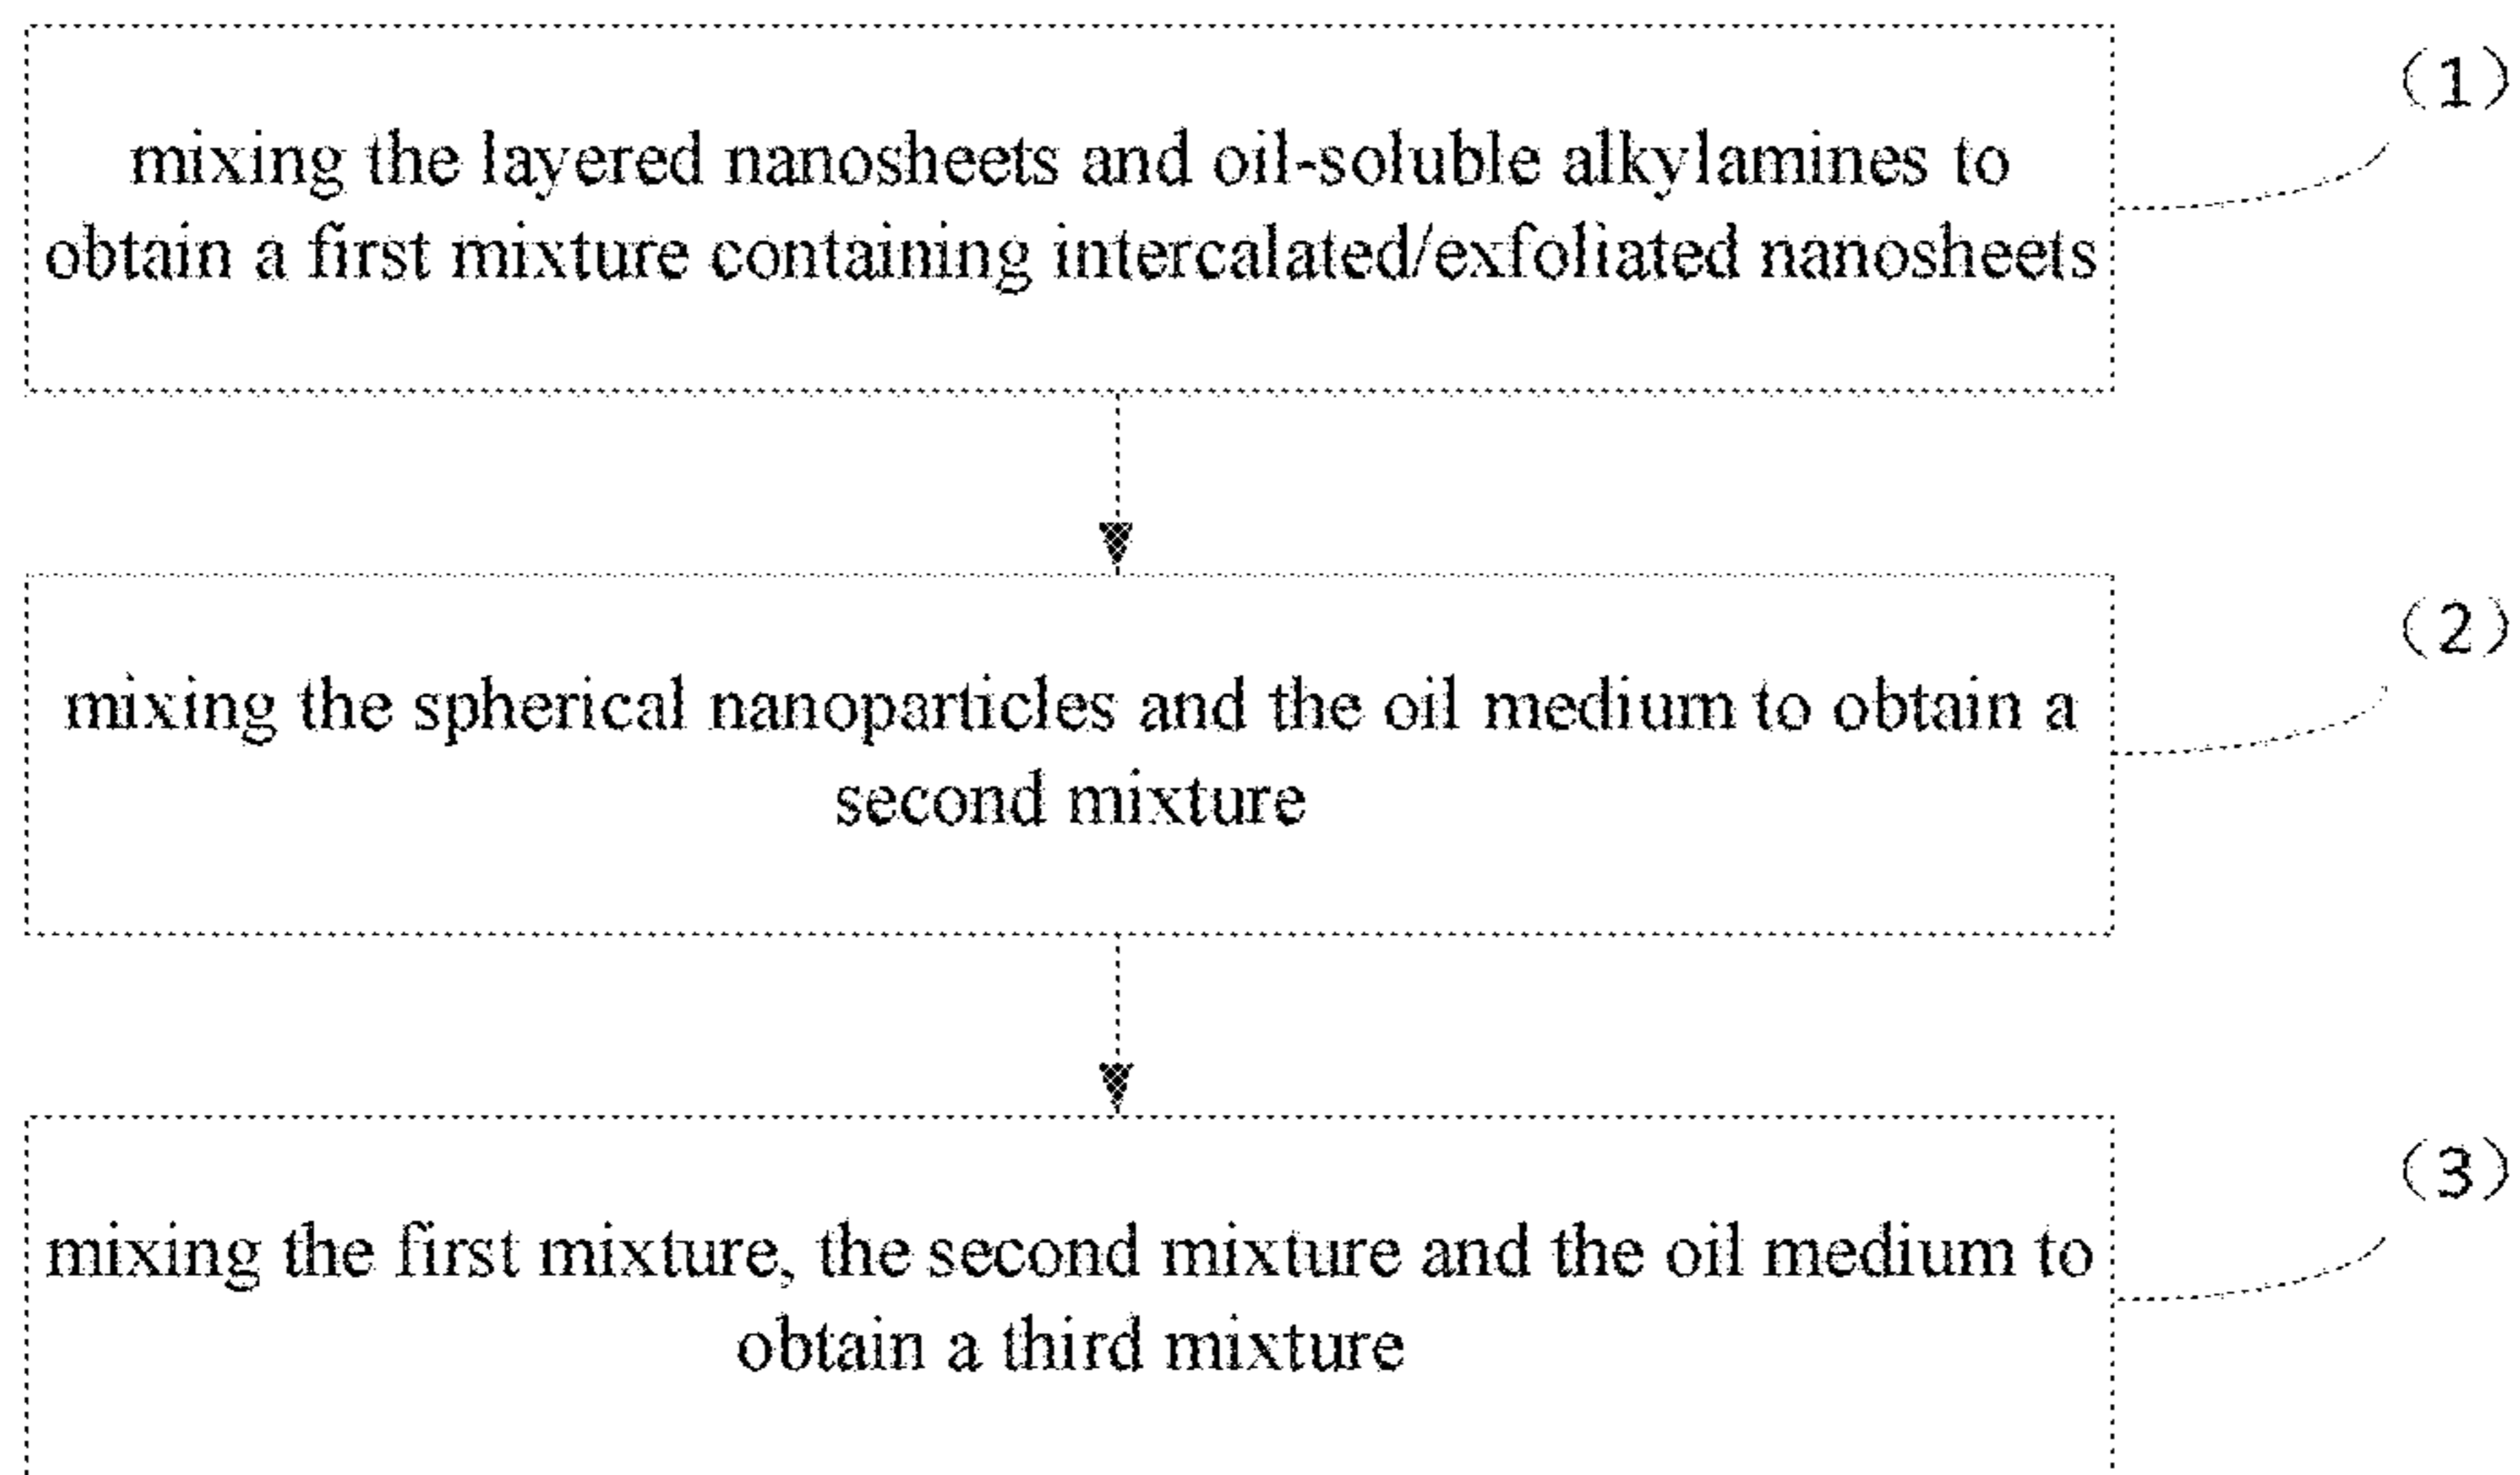 (1)
mixing the layered nanosheets and oil-soluble alkylamines to
obtain a first mixture containing intercalated/exfoliated nanosheets
(2)
mixing the spherical nanoparticles and the oil medium to obtain a
second mixture
(3)
mixing the first mixture, the second mixture and the oil medium to
obtain a third mixture